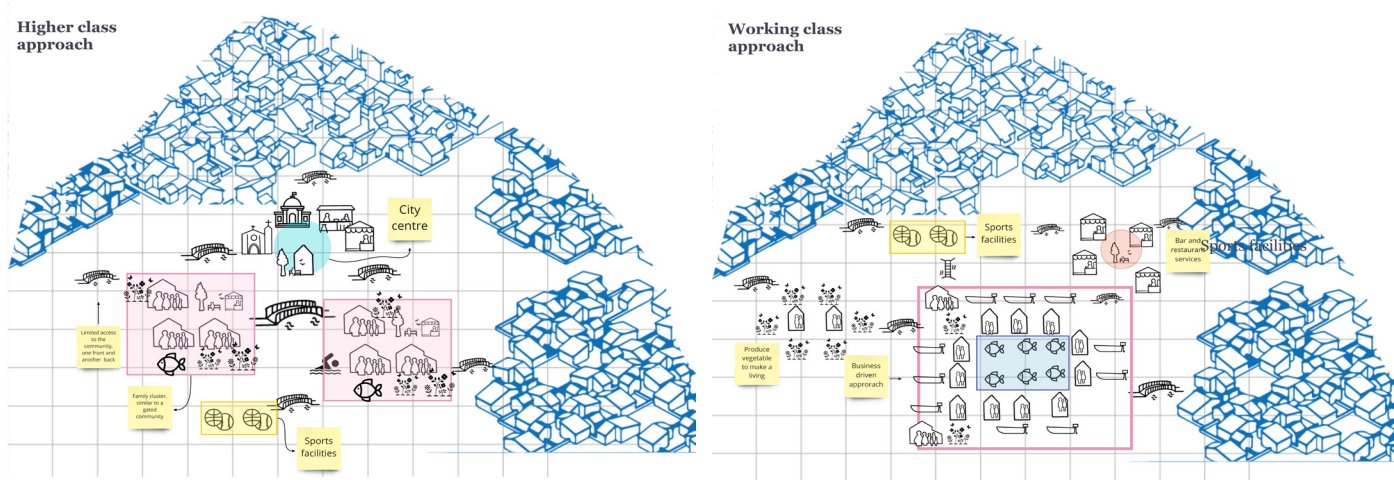 Higher class
approach
City
centre
Limited access
to the
community,
one front and
another back
Family cluster,
similar to a
gated
community
Sports
facilities
Working class
approach
Sports
facilities
Bar and
restaurant
services
Sports facilities
Produce
vegetable
to make a
living
Business
driven
apporoach